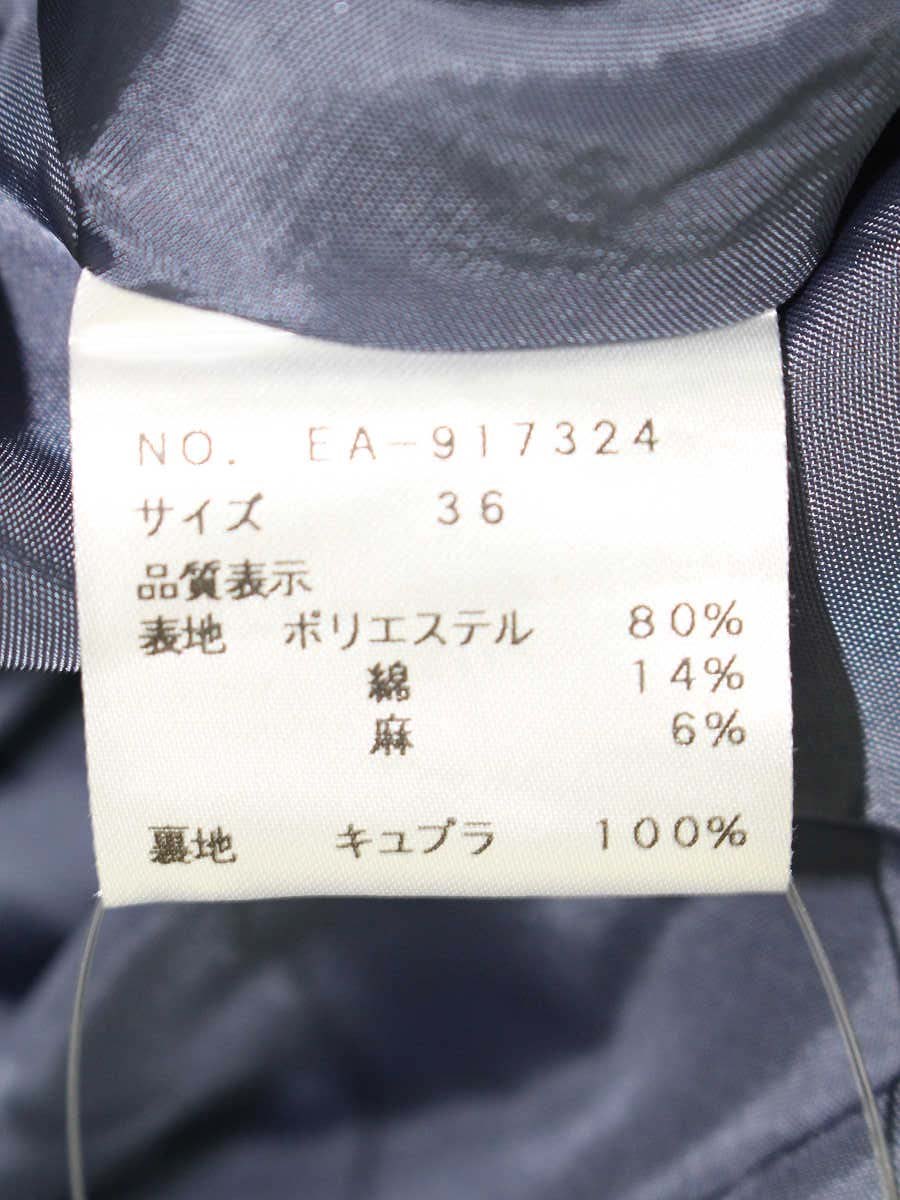 NO. EA-917324
サイズ 36
品質表示
表地 ポリエステル 80%
綿 14%
麻 6%
裏地 キュプラ 100%